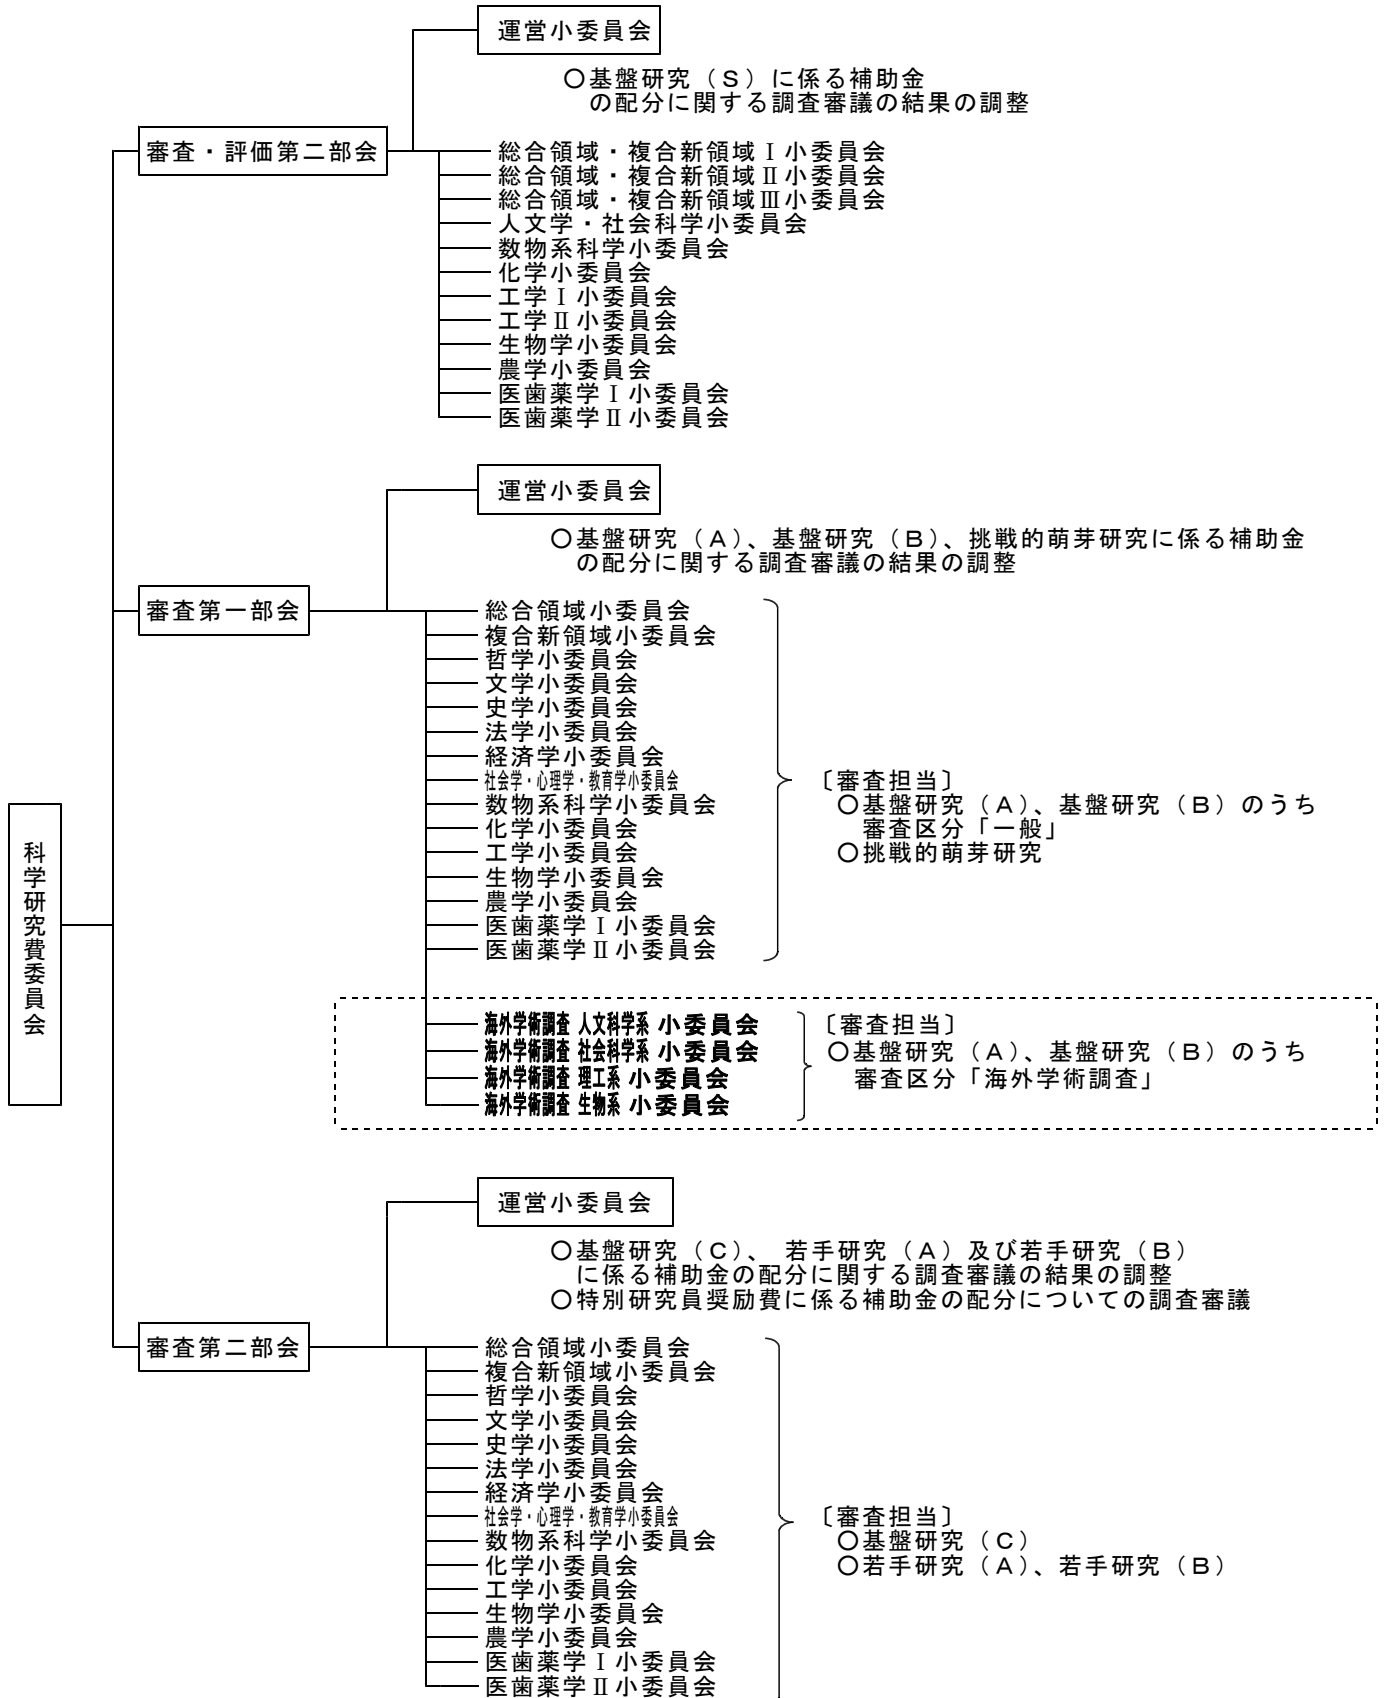 科学研究費委員会
審査・評価第二部会
運営小委員会
〇基盤研究(S)に係る補助金
の配分に関する調査審議の結果の調整
総合領域・複合新領域Ⅰ小委員会
総合領域・複合新領域Ⅱ小委員会
総合領域・複合新領域Ⅲ小委員会
人文学・社会科学小委員会
数物系科学小委員会
化学小委員会
工学Ⅰ小委員会
工学Ⅱ小委員会
生物学小委員会
農学小委員会
医歯薬学Ⅰ小委員会
医歯薬学Ⅱ小委員会
審査第一部会
運営小委員会
〇基盤研究(A)、基盤研究(B)、挑戦的萌芽研究に係る補助金
の配分に関する調査審議の結果の調整
総合領域小委員会
複合新領域小委員会
哲学小委員会
文学小委員会
史学小委員会
法学小委員会
経済学小委員会
社会学・心理学・教育学小委員会
数物系科学小委員会
化学小委員会
工学小委員会
生物学小委員会
農学小委員会
医歯薬学Ⅰ小委員会
医歯薬学Ⅱ小委員会
〔審査担当〕
〇基盤研究(A)、基盤研究(B)のうち
審査区分「一般」
〇挑戦的萌芽研究
海外学術調査 人文科学系 小委員会
海外学術調査 社会科学系 小委員会
海外学術調査 理工系 小委員会
海外学術調査 生物系 小委員会
〔審査担当〕
〇基盤研究(A)、基盤研究(B)のうち
審査区分「海外学術調査」
審査第二部会
運営小委員会
〇基盤研究(C)、 若手研究(A)及び若手研究(B)
に係る補助金の配分に関する調査審議の結果の調整
〇特別研究員奨励費に係る補助金の配分についての調査審議
総合領域小委員会
複合新領域小委員会
哲学小委員会
文学小委員会
史学小委員会
法学小委員会
経済学小委員会
社会学・心理学・教育学小委員会
数物系科学小委員会
化学小委員会
工学小委員会
生物学小委員会
農学小委員会
医歯薬学Ⅰ小委員会
医歯薬学Ⅱ小委員会
〔審査担当〕
〇基盤研究(C)
〇若手研究(A)、若手研究(B)